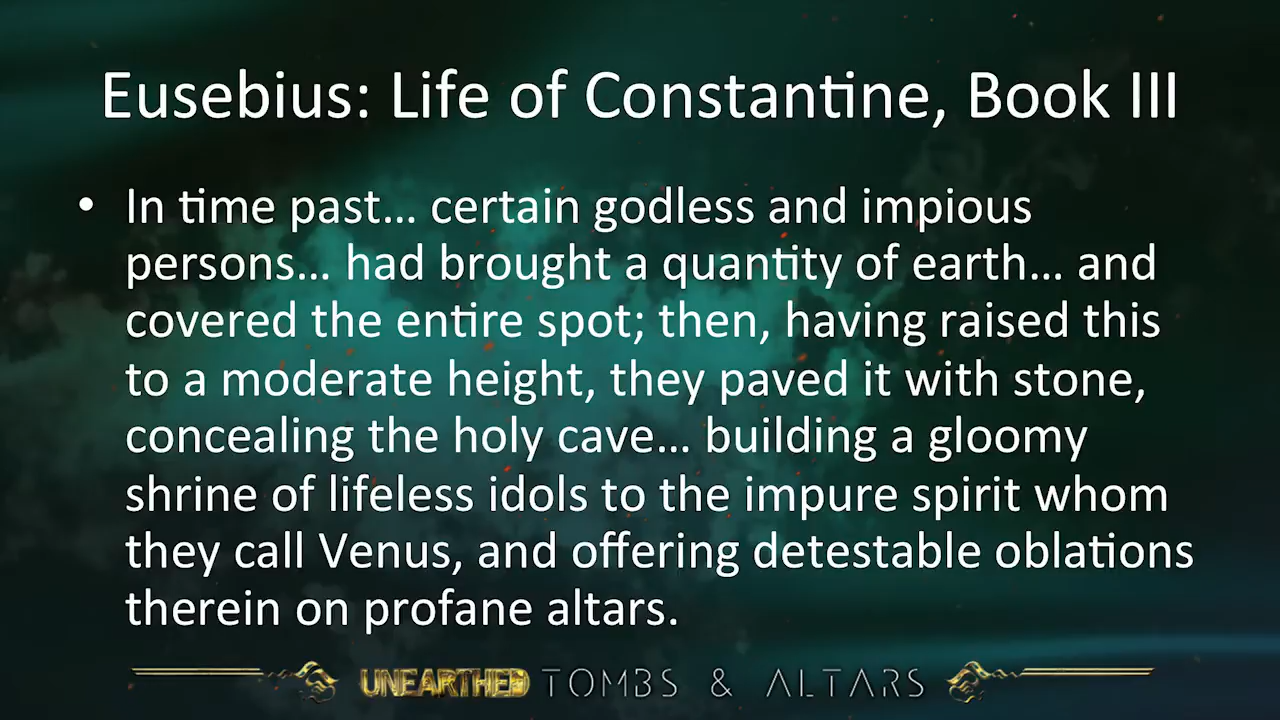 Eusebius: Life of Constantine, Book III
• In time past... certain godless and impious
persons... had brought a quantity of earth... and
covered the entire spot; then, having raised this
to a moderate height, they paved it with stone,
concealing the holy cave... building a gloomy
shrine of lifeless idols to the impure spirit whom
they call Venus, and offering detestable oblations
therein on profane altars.
UNEARTHED TOMBS & ALTARS